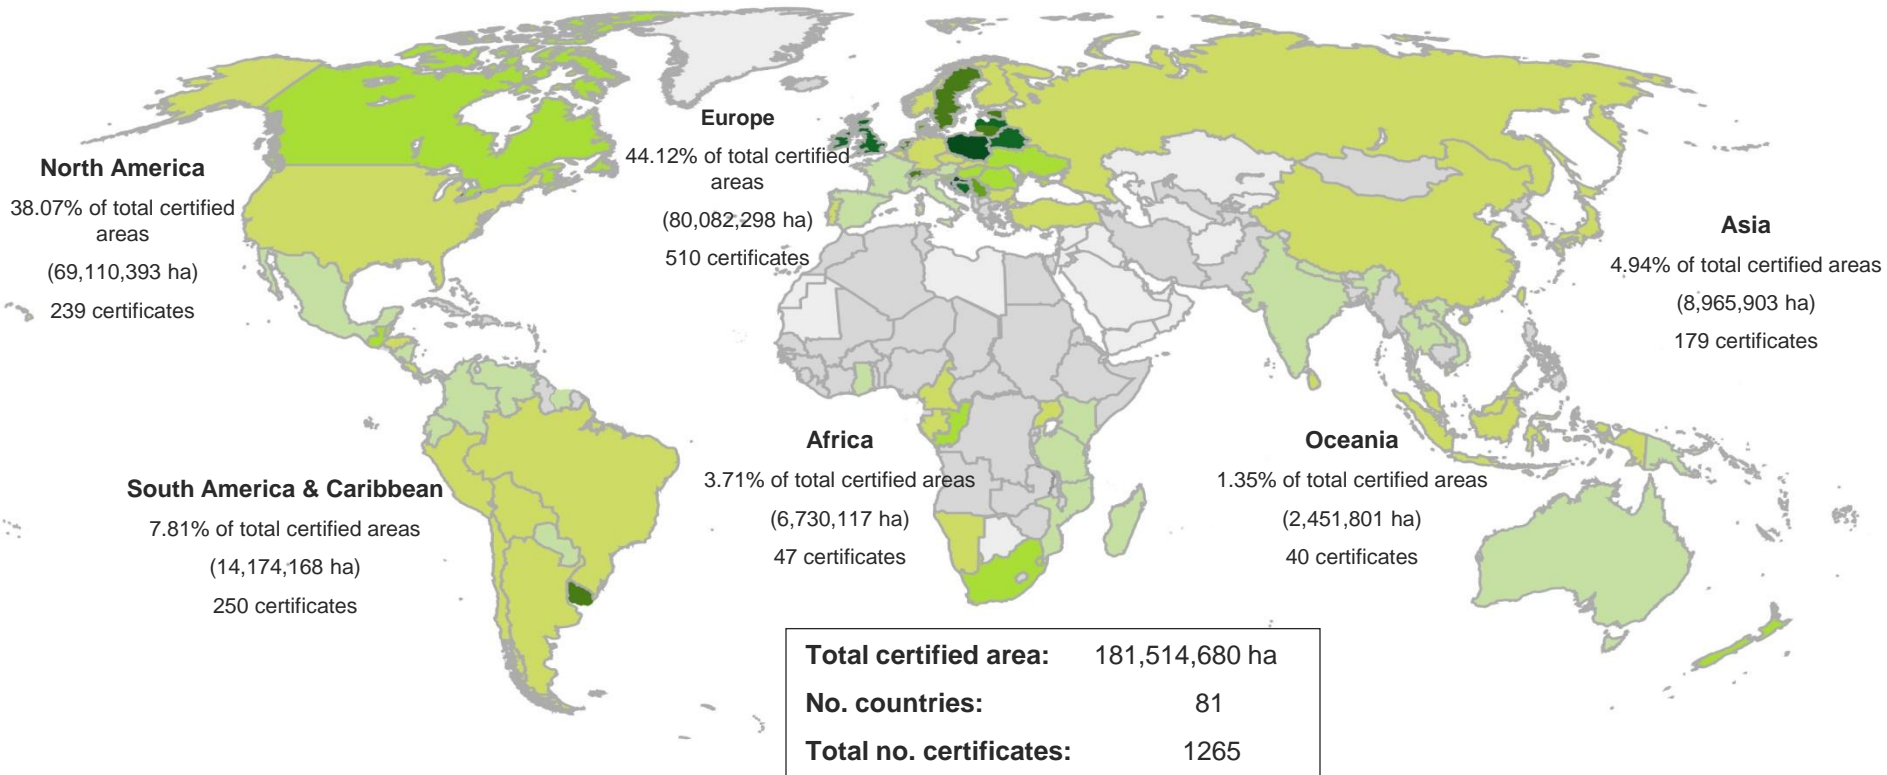 North America
38.07% of total certified
areas
(69,110,393 ha)
239 certificates
Europe
44.12% of total certified
areas
(80,082,298 ha)
510 certificates
Asia
4.94% of total certified areas
(8,965,903 ha)
179 certificates
South America & Caribbean
7.81% of total certified areas
(14,174,168 ha)
250 certificates
Africa
3.71% of total certified areas
(6,730,117 ha)
47 certificates
Oceania
1.35% of total certified areas
(2,451,801 ha)
40 certificates
Total certified area: 181,514,680 ha
No. countries: 81
Total no. certificates: 1265